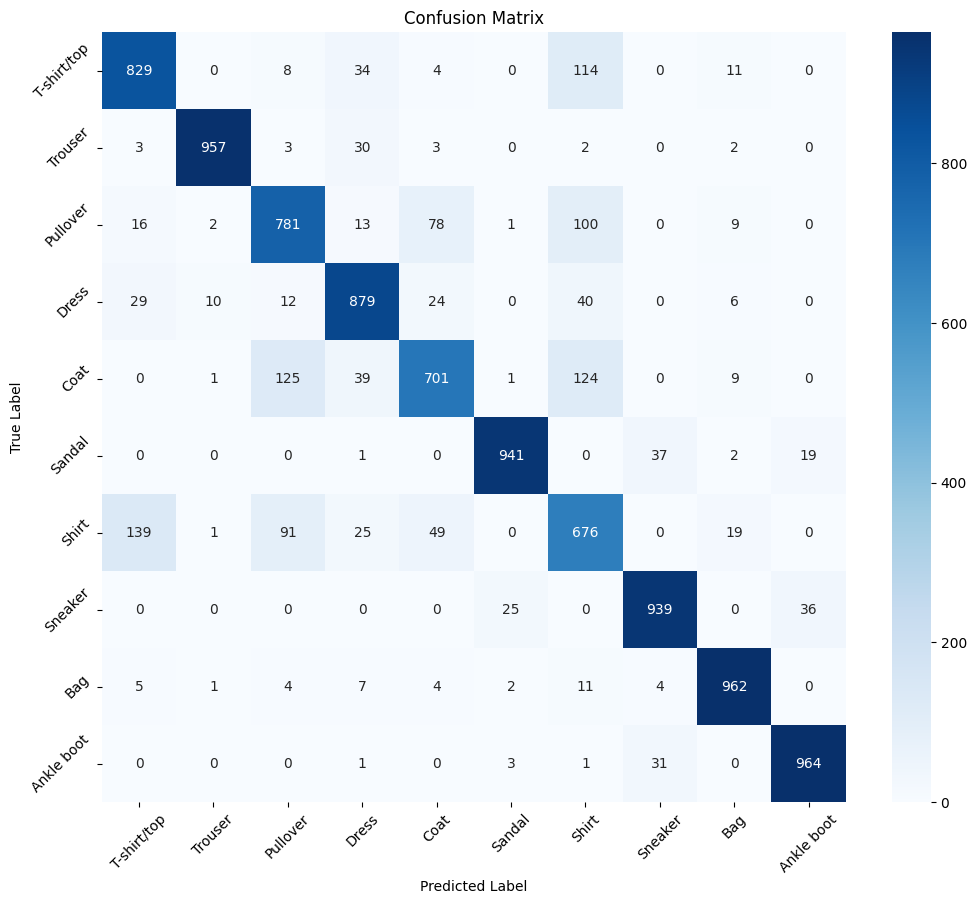 Confusion Matrix
T-shirt/top 829 0 8 34 4 0 114 0 11 0
Trouser 3 957 3 30 3 0 2 0 2 0
Pullover 16 2 781 13 78 1 100 0 9 0
Dress 29 10 12 879 24 0 40 0 6 0
Coat 0 1 125 39 701 1 124 0 9 0
Sandal 0 0 0 1 0 941 0 37 2 19
Shirt 139 1 91 25 49 0 676 0 19 0
Sneaker 0 0 0 0 0 25 0 939 0 36
Bag 5 1 4 7 4 2 11 4 962 0
Ankle boot 0 0 0 1 0 3 1 31 0 964
T-shirt/top Trouser Pullover Dress Coat Sandal Shirt Sneaker Bag Ankle boot
Predicted Label
True Label
800
600
400
200
0